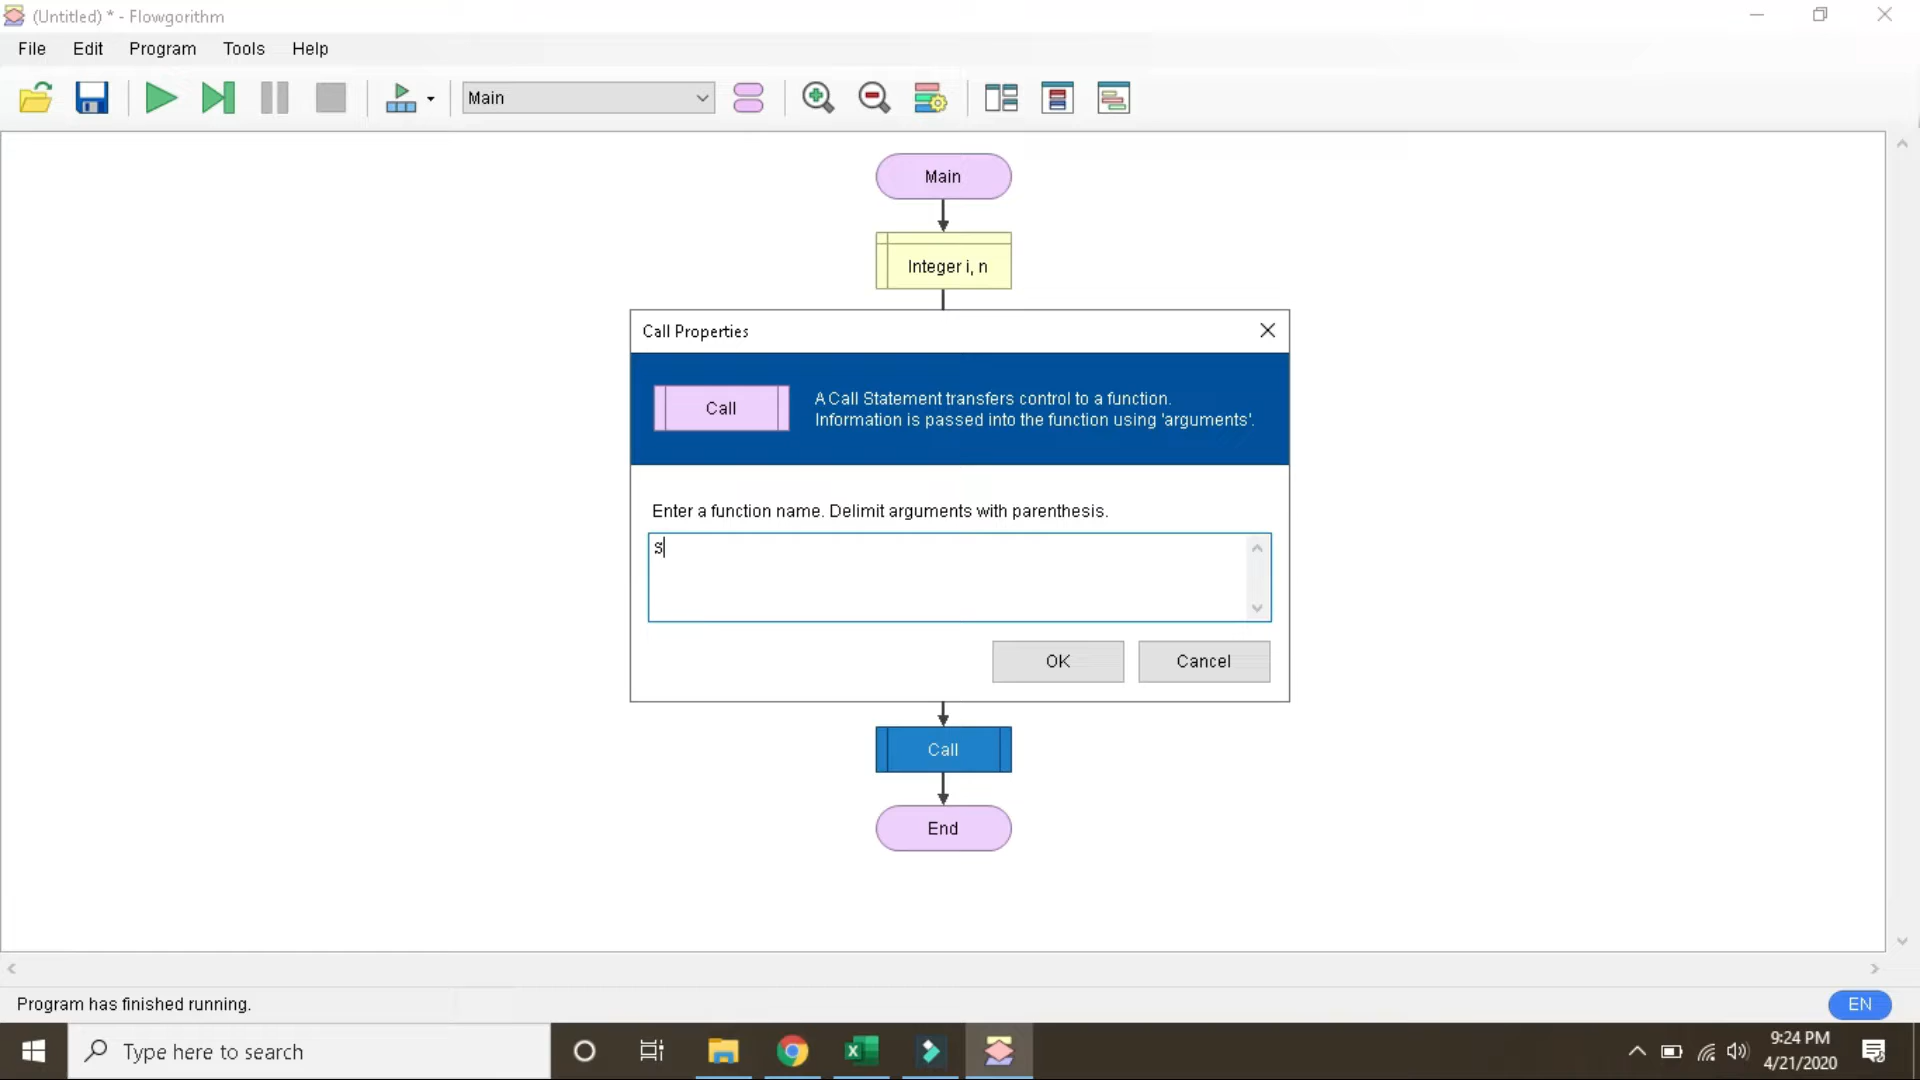 (Untitled) * - Flowgorithm
File Edit Program Tools Help
Main
Main
Integer i, n
Call Properties
Call
A Call Statement transfers control to a function.
Information is passed into the function using 'arguments'.
Enter a function name. Delimit arguments with parenthesis.
S
OK Cancel
Call
End
Program has finished running.
EN
Type here to search
9:24 PM
4/21/2020